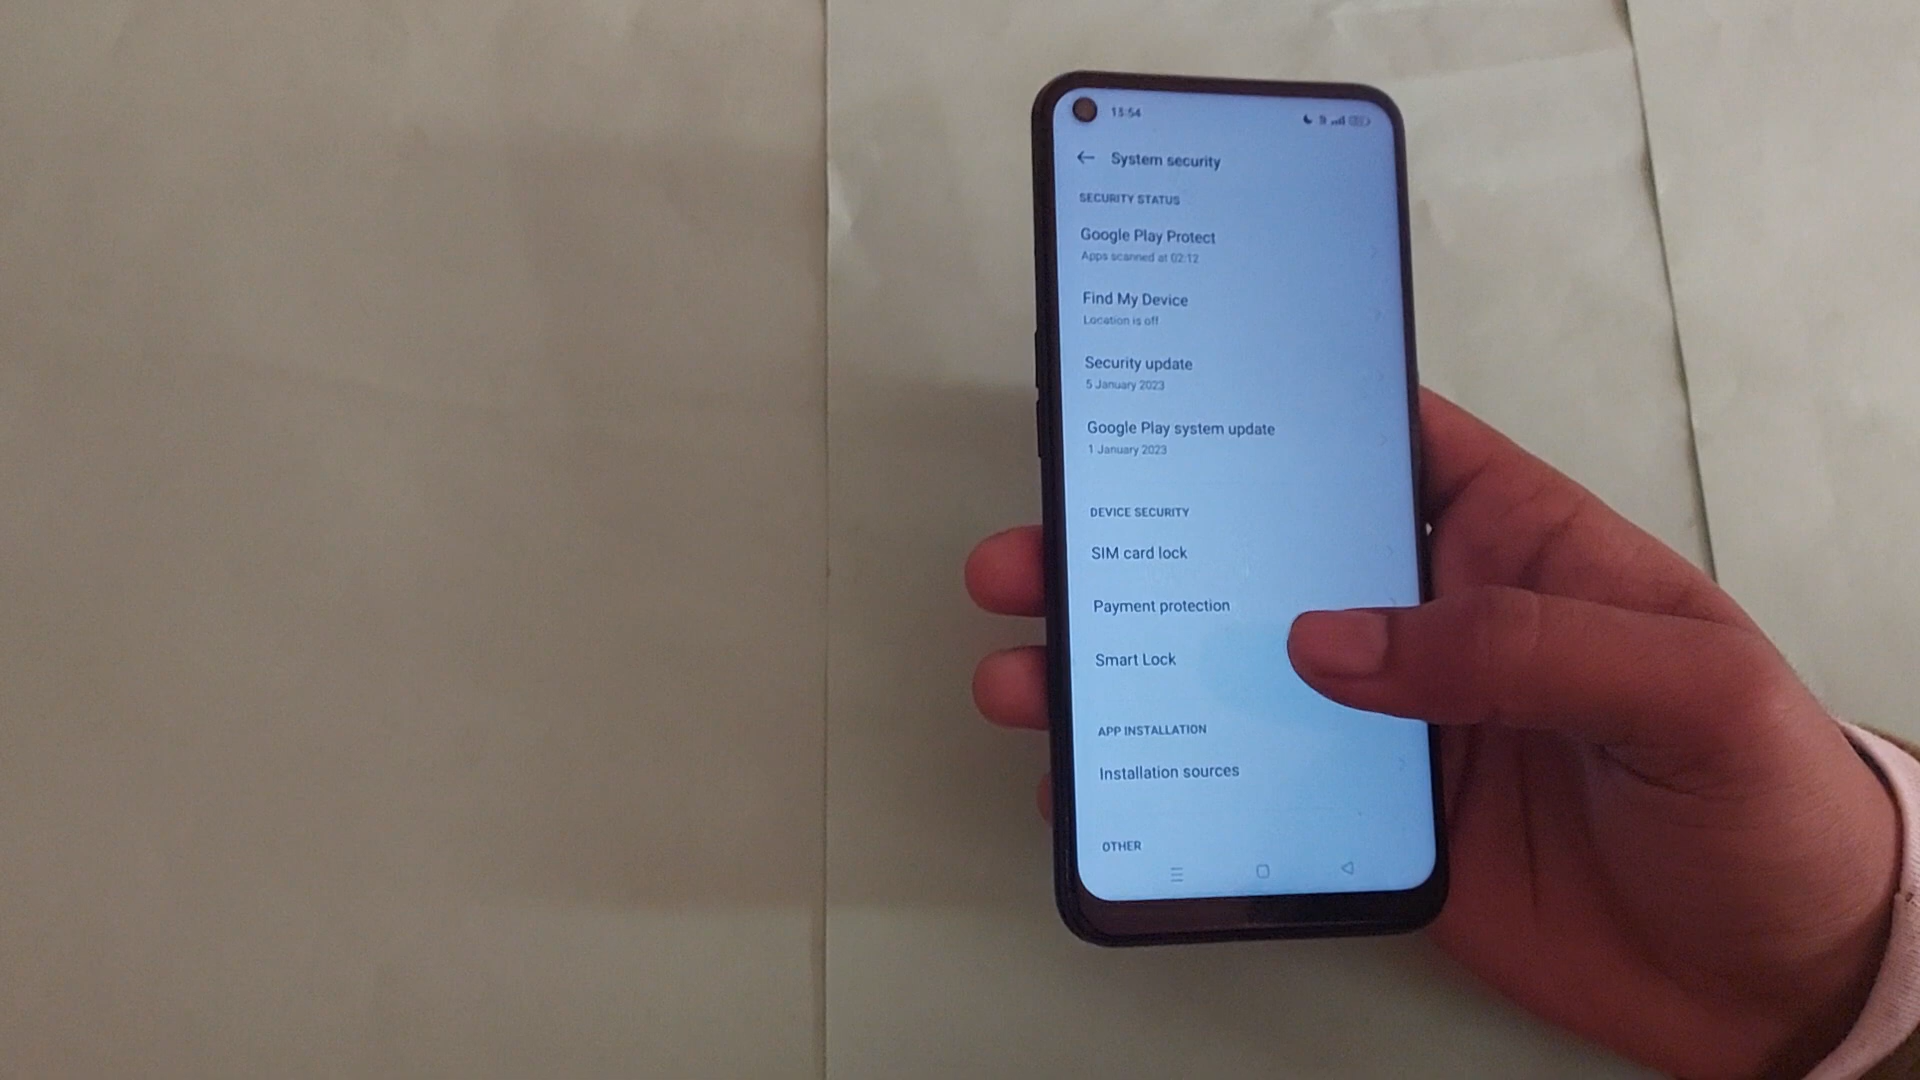 15:54
System security
SECURITY STATUS
Google Play Protect
Apps scanned at 02:12
Find My Device
Location is off
Security update
5 January 2023
Google Play system update
1 January 2023
DEVICE SECURITY
SIM card lock
Payment protection
Smart Lock
APP INSTALLATION
Installation sources
OTHER